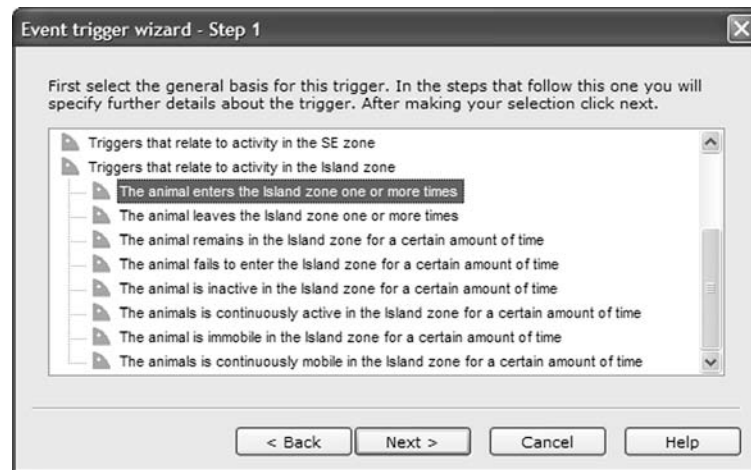 Event trigger wizard - Step 1
First select the general basis for this trigger. In the steps that follow this one you will
specify further details about the trigger. After making your selection click next.
Triggers that relate to activity in the SE zone
Triggers that relate to activity in the Island zone
The animal enters the Island zone one or more times
The animal leaves the Island zone one or more times
The animal remains in the Island zone for a certain amount of time
The animal fails to enter the Island zone for a certain amount of time
The animal is inactive in the Island zone for a certain amount of time
The animals is continuously active in the Island zone for a certain amount of time
The animal is immobile in the Island zone for a certain amount of time
The animals is continuously mobile in the Island zone for a certain amount of time
< Back Next > Cancel Help